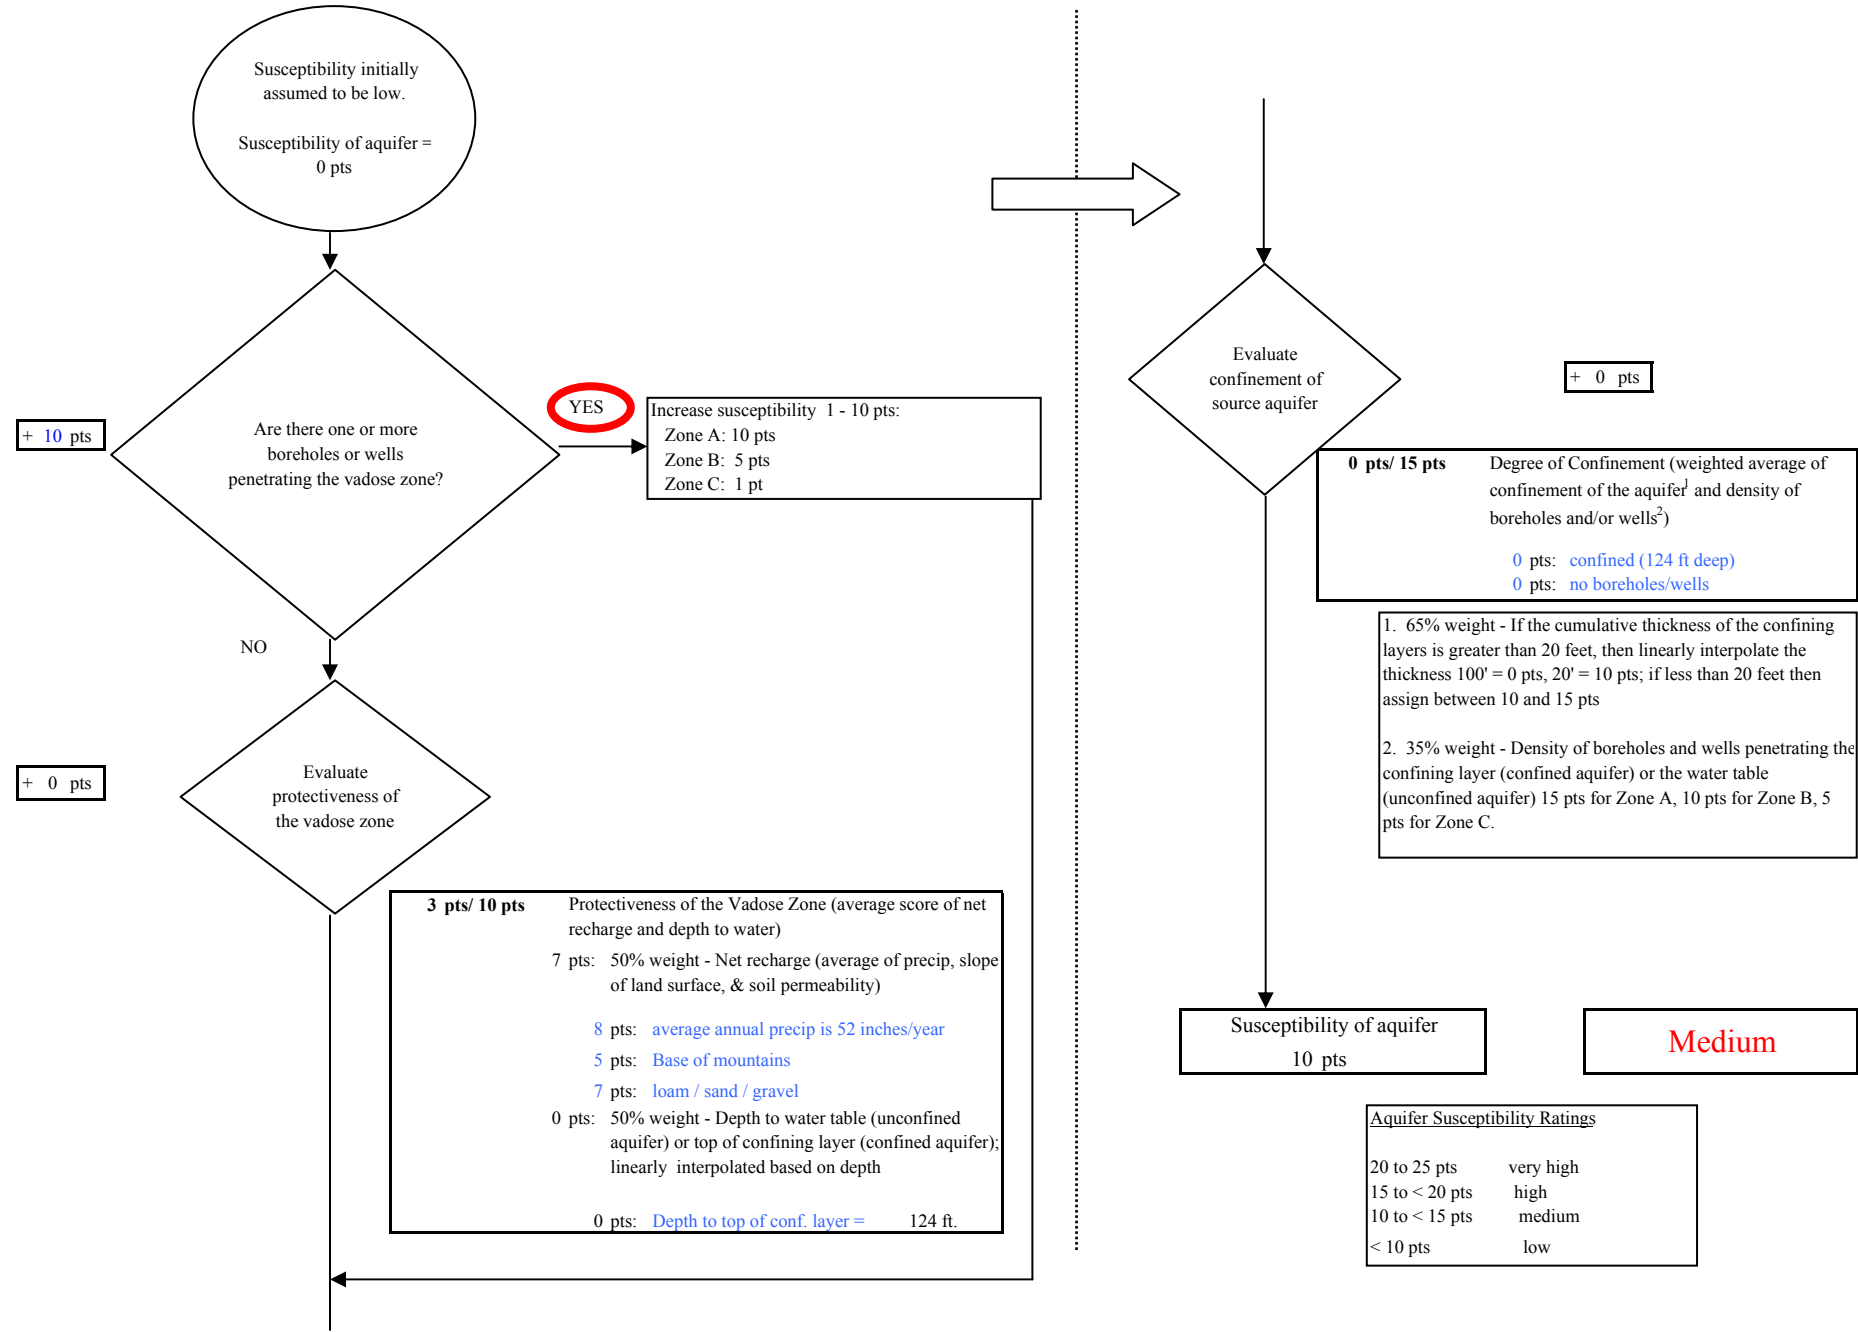 Susceptibility initially
assumed to be low.
Susceptibility of aquifer =
0 pts
+ 10 pts
Are there one or more
boreholes or wells
penetrating the vadose zone?
YES
Increase susceptibility 1 - 10 pts:
Zone A: 10 pts
Zone B: 5 pts
Zone C: 1 pt
NO
+ 0 pts
Evaluate
protectiveness of
the vadose zone
3 pts/ 10 pts Protectiveness of the Vadose Zone (average score of net
recharge and depth to water)
7 pts: 50% weight - Net recharge (average of precip, slope
of land surface, & soil permeability)
8 pts: average annual precip is 52 inches/year
5 pts: Base of mountains
7 pts: loam / sand / gravel
0 pts: 50% weight - Depth to water table (unconfined
aquifer) or top of confining layer (confined aquifer);
linearly interpolated based on depth
0 pts: Depth to top of conf. layer = 124 ft.
Evaluate
confinement of
source aquifer
+ 0 pts
0 pts/ 15 pts Degree of Confinement (weighted average of
confinement of the aquifer1 and density of
boreholes and/or wells2)
0 pts: confined (124 ft deep)
0 pts: no boreholes/wells
1. 65% weight - If the cumulative thickness of the confining
layers is greater than 20 feet, then linearly interpolate the
thickness 100' = 0 pts, 20' = 10 pts; if less than 20 feet then
assign between 10 and 15 pts
2. 35% weight - Density of boreholes and wells penetrating the
confining layer (confined aquifer) or the water table
(unconfined aquifer) 15 pts for Zone A, 10 pts for Zone B, 5
pts for Zone C.
Susceptibility of aquifer
10 pts
Medium
Aquifer Susceptibility Ratings
20 to 25 pts very high
15 to < 20 pts high
10 to < 15 pts medium
< 10 pts low